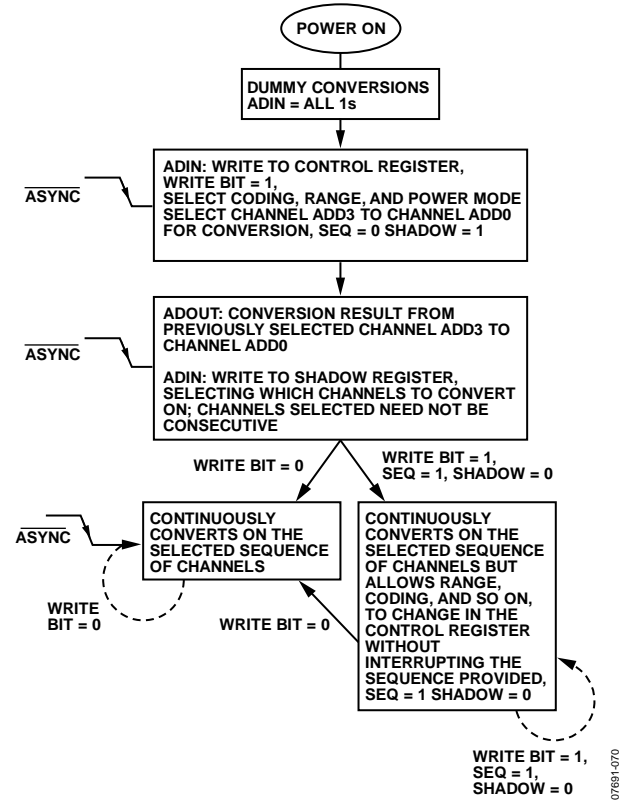 POWER ON
DUMMY CONVERSIONS
ADIN = ALL 1s
ASYNC
ADIN: WRITE TO CONTROL REGISTER,
WRITE BIT = 1,
SELECT CODING, RANGE, AND POWER MODE
SELECT CHANNEL ADD3 TO CHANNEL ADD0
FOR CONVERSION, SEQ = 0 SHADOW = 1
ASYNC
ADOUT: CONVERSION RESULT FROM
PREVIOUSLY SELECTED CHANNEL ADD3 TO
CHANNEL ADD0
ADIN: WRITE TO SHADOW REGISTER,
SELECTING WHICH CHANNELS TO CONVERT
ON; CHANNELS SELECTED NEED NOT BE
CONSECUTIVE
WRITE BIT = 0
WRITE BIT = 1,
SEQ = 1, SHADOW = 0
ASYNC
CONTINUOUSLY
CONVERTS ON THE
SELECTED SEQUENCE
OF CHANNELS
WRITE
BIT = 0
WRITE BIT = 0
CONTINUOUSLY
CONVERTS ON THE
SELECTED SEQUENCE
OF CHANNELS BUT
ALLOWS RANGE,
CODING, AND SO ON,
TO CHANGE IN THE
CONTROL REGISTER
WITHOUT
INTERRUPTING THE
SEQUENCE PROVIDED,
SEQ = 1 SHADOW = 0
WRITE BIT = 1,
SEQ = 1,
SHADOW = 0
07691-070